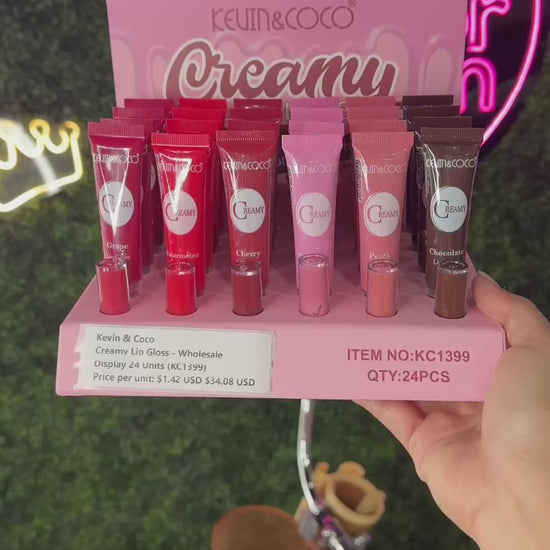 KEVIN&COCO®
Creamy
KEVIN&COCO
KEVIN&COCO
KEVIN&COCO
KEVIN&COCO
CREAMY
CREAMY
CREAMY
CREAMY
CREAMY
CREAMY
Grape
Watermelon
Cherry
Peach
Chocolate
Kevin & Coco
Creamy Lip Gloss - Wholesale
Display 24 Units (KC1399)
Price per unit: $1.42 USD $34.08 USD
ITEM NO:KC1399
QTY:24PCS